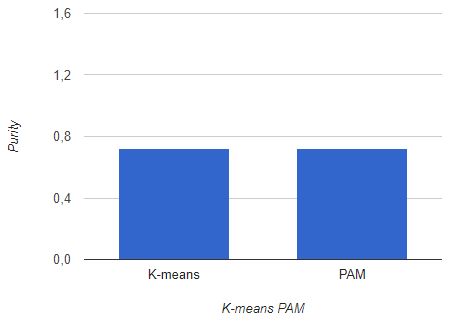 1,6
1,2
0,8
0,4
0,0
Purity
K-means PAM
K-means PAM